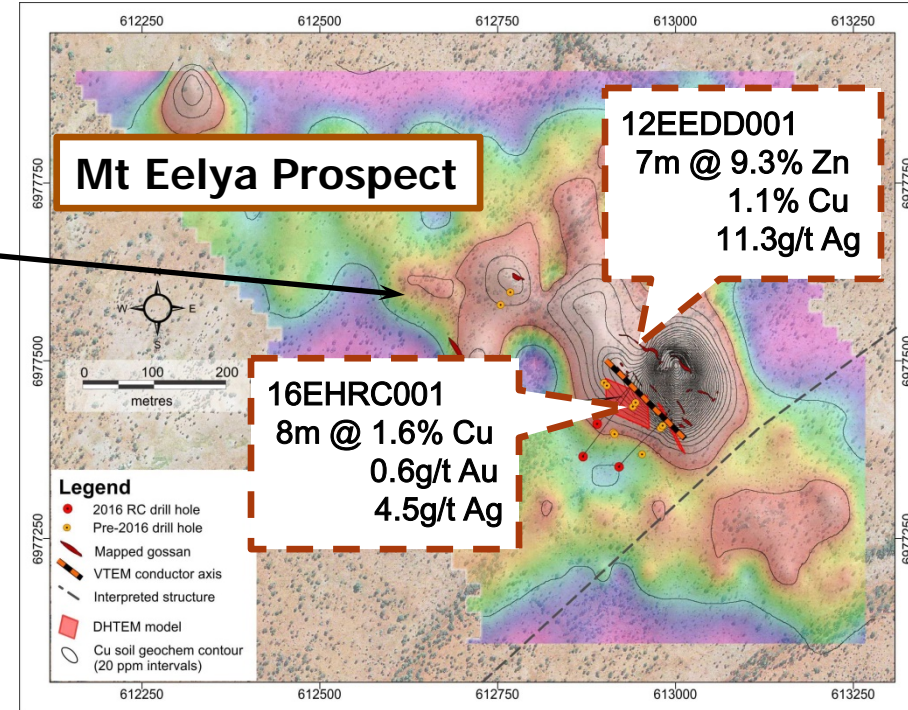 612250 612500 612750 613000 613250
Mt Eelya Prospect
12EEDD001
7m @ 9.3% Zn
1.1% Cu
11.3g/t Ag
6977750
6977750
N
W E
S
0 100 200
metres
6977500
6977500
16EHRC001
8m @ 1.6% Cu
0.6g/t Au
4.5g/t Ag
Legend
2016 RC drill hole
Pre-2016 drill hole
Mapped gossan
VTEM conductor axis
Interpreted structure
DHTEM model
Cu soil geochem contour
(20 ppm intervals)
6977250
6977250
612250 612500 612750 613000 613250